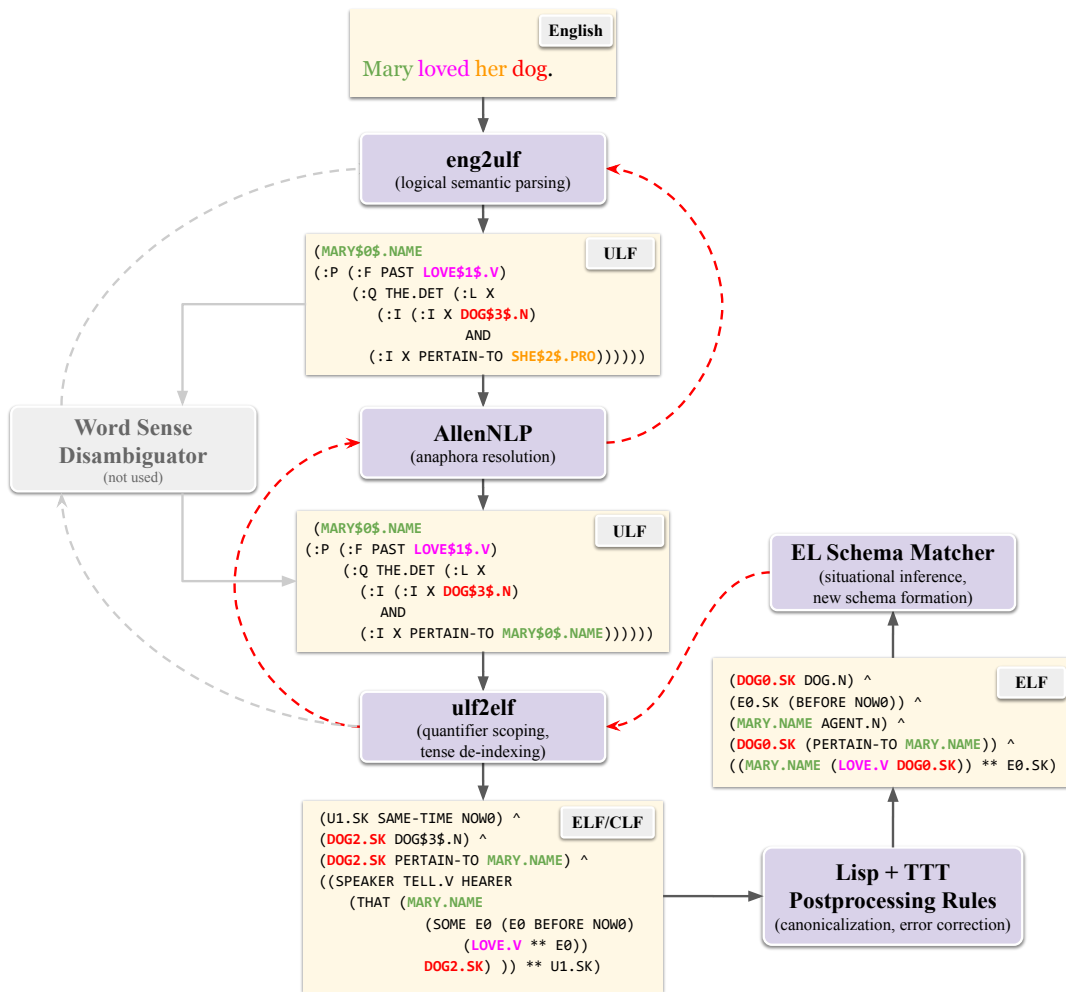 English
Mary loved her dog.
eng2ulf
(logical semantic parsing)
ULF
(MARY$0$.NAME
(:P (:F PAST LOVE$1$.V)
(:Q THE.DET (:L X
(:I (:I X DOG$3$.N)
AND
(:I X PERTAIN-TO SHE$2$.PRO))))))
Word Sense
Disambiguator
(not used)
AllenNLP
(anaphora resolution)
ULF
(MARY$0$.NAME
(:P (:F PAST LOVE$1$.V)
(:Q THE.DET (:L X
(:I (:I X DOG$3$.N)
AND
(:I X PERTAIN-TO MARY$0$.NAME))))))
ulf2elf
(quantifier scoping,
tense de-indexing)
ELF/CLF
(U1.SK SAME-TIME NOW0) ^
(DOG2.SK DOG$3$.N) ^
(DOG2.SK PERTAIN-TO MARY.NAME) ^
((SPEAKER TELL.V HEARER
(THAT (MARY.NAME
(SOME E0 (E0 BEFORE NOW0)
(LOVE.V ** E0))
DOG2.SK) )) ** U1.SK)
Lisp + TTT
Postprocessing Rules
(canonicalization, error correction)
ELF
(DOG0.SK DOG.N) ^
(E0.SK (BEFORE NOW0)) ^
(MARY.NAME AGENT.N) ^
(DOG0.SK (PERTAIN-TO MARY.NAME)) ^
((MARY.NAME (LOVE.V DOG0.SK)) ** E0.SK)
EL Schema Matcher
(situational inference,
new schema formation)